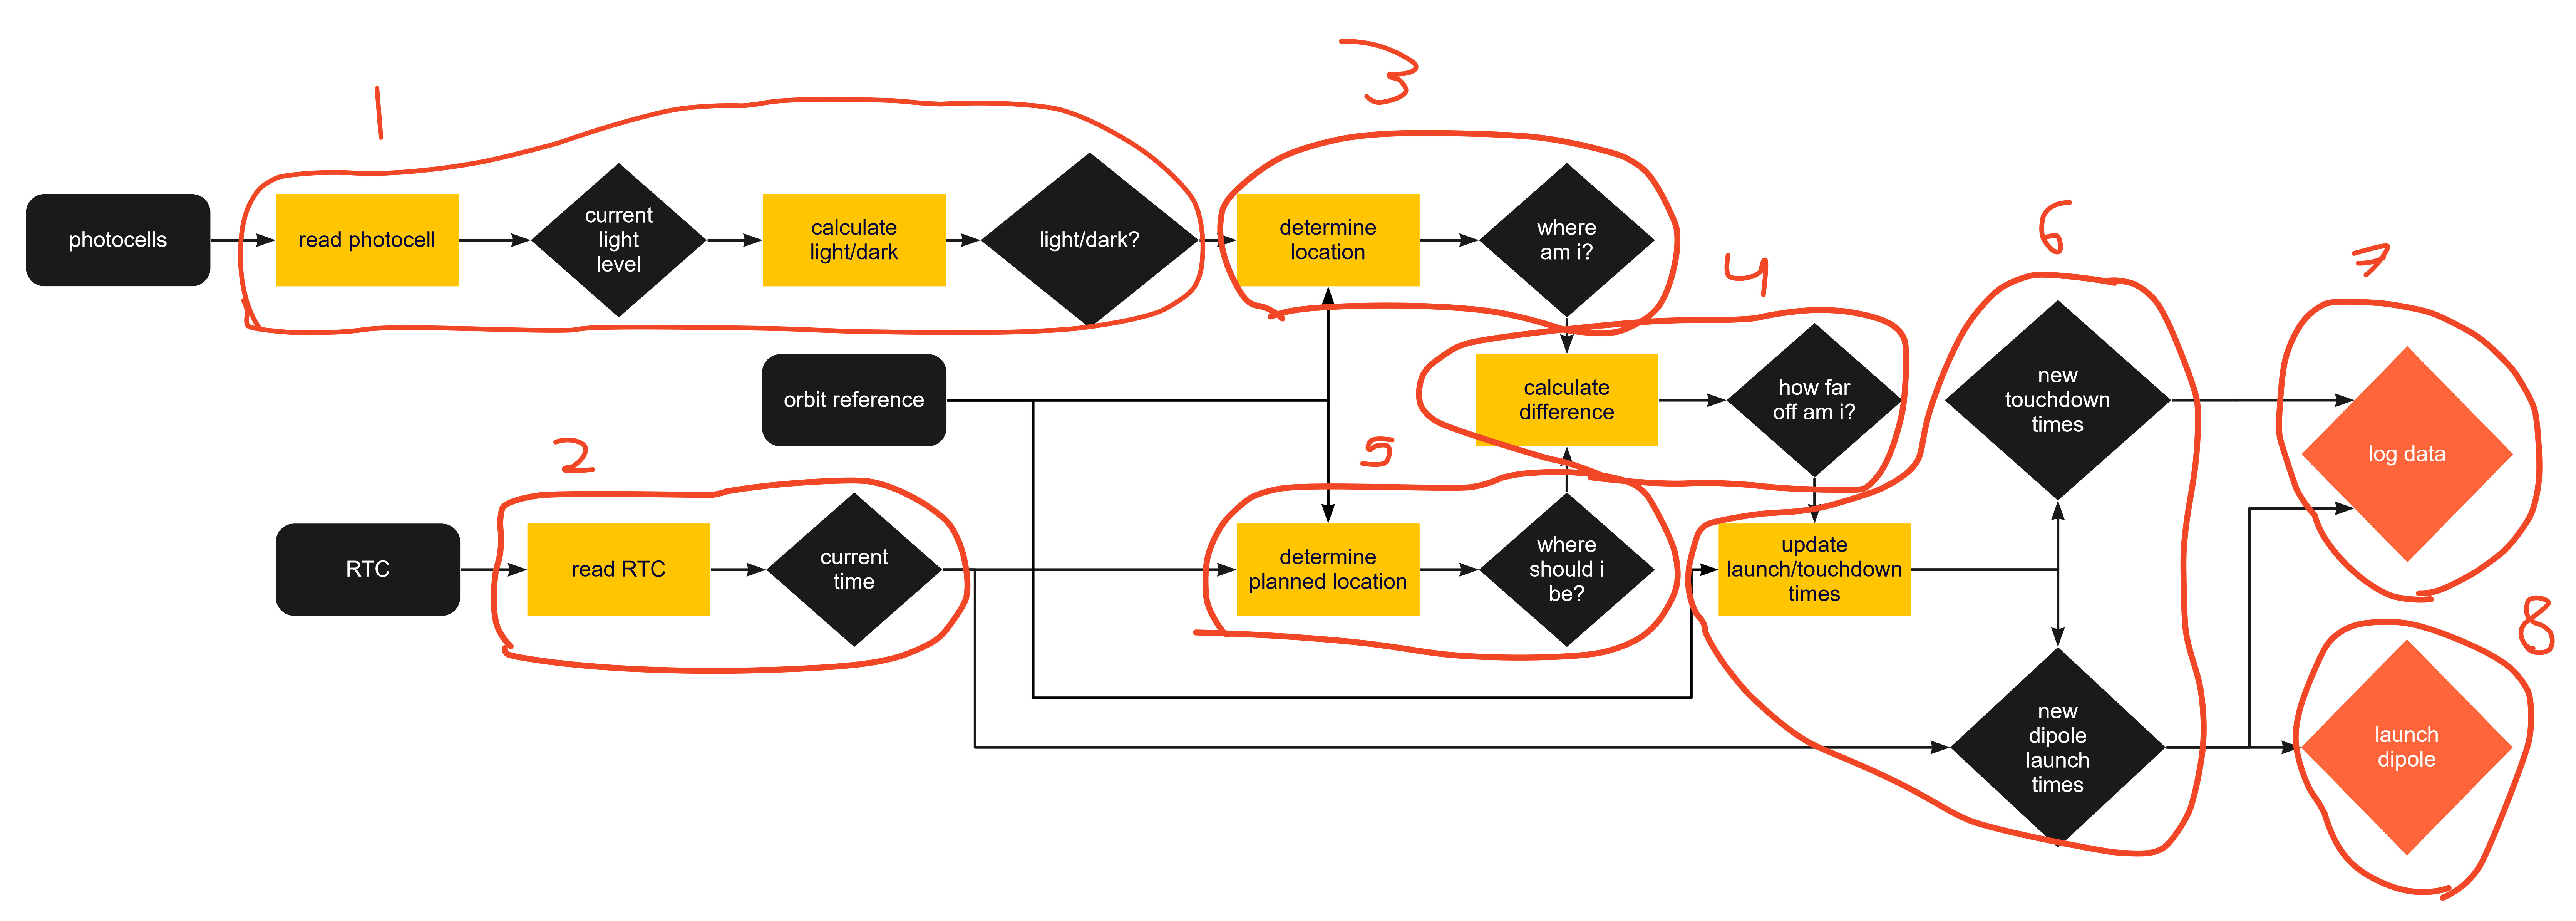 1
3
photocells
read photocell
current
light
level
calculate
light/dark
light/dark?
determine
location
where
am i?
4
6
7
orbit reference
calculate
difference
how far
off am i?
new
touchdown
times
log data
2
5
RTC
read RTC
current
time
determine
planned location
where
should i
be?
update
launch/touchdown
times
8
new
dipole
launch
times
launch
dipole